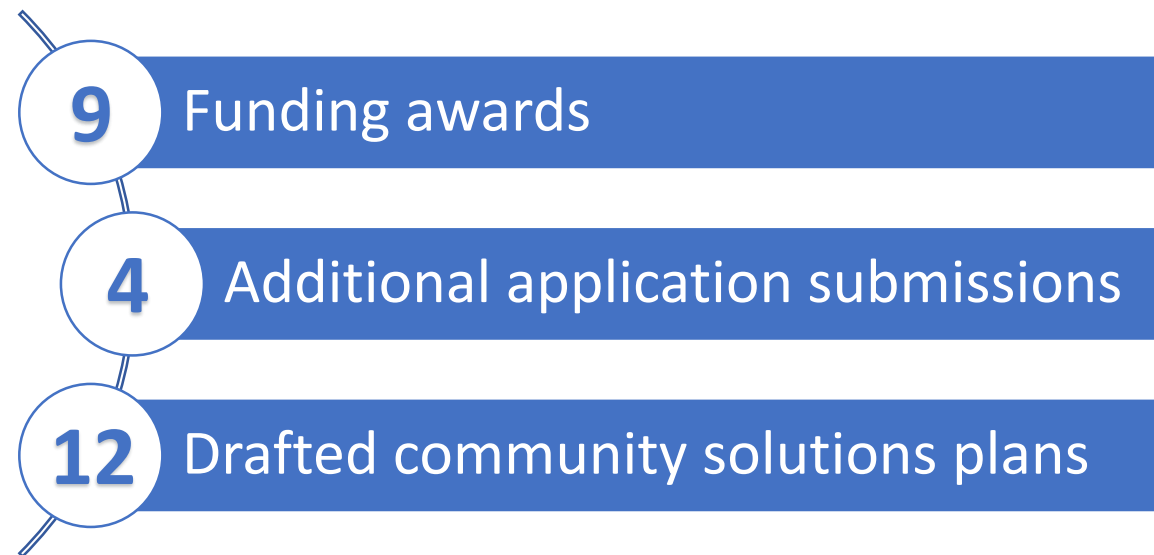 9 Funding awards
4 Additional application submissions
12 Drafted community solutions plans